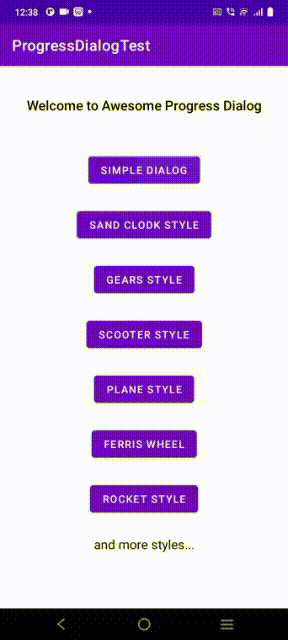 12:38
ProgressDialogTest
Welcome to Awesome Progress Dialog
SIMPLE DIALOG
SAND CLODK STYLE
GEARS STYLE
SCOOTER STYLE
PLANE STYLE
FERRIS WHEEL
ROCKET STYLE
and more styles...